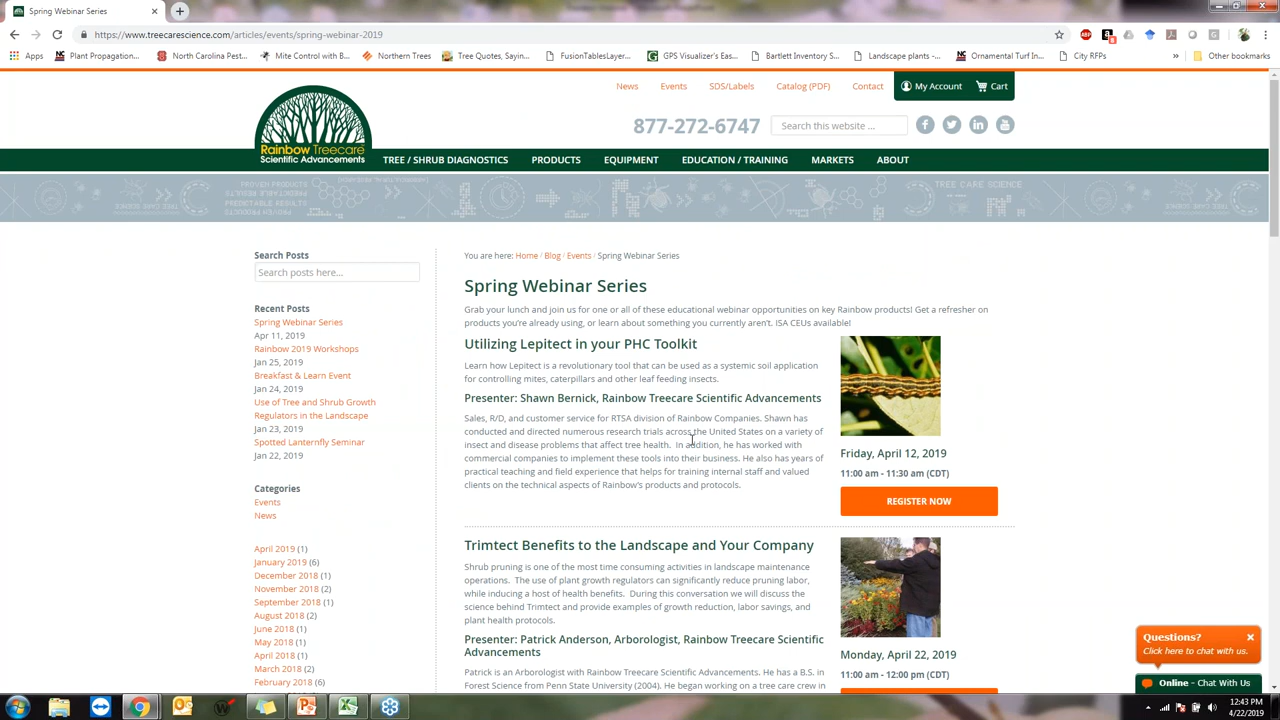 Spring Webinar Series
https://www.treecarescience.com/articles/events/spring-webinar-2019
Apps
Plant Propagation...
North Carolina Pest...
Mite Control with B...
Northern Trees
Tree Quotes, Sayin...
FusionTablesLayer...
GPS Visualizer's Eas...
Bartlett Inventory S...
Landscape plants -...
Ornamental Turf In...
City RFPs
»
Other bookmarks
News
Events
SDS/Labels
Catalog (PDF)
Contact
My Account
Cart
877-272-6747
Search this website ...
Rainbow Treecare
Scientific Advancements
TREE / SHRUB DIAGNOSTICS
PRODUCTS
EQUIPMENT
EDUCATION / TRAINING
MARKETS
ABOUT
PROVEN PRODUCTS
PREDICTABLE RESULTS
TREE CARE SCIENCE
Search Posts
Search posts here...
Recent Posts
Spring Webinar Series
Apr 11, 2019
Rainbow 2019 Workshops
Jan 25, 2019
Breakfast & Learn Event
Jan 24, 2019
Use of Tree and Shrub Growth
Regulators in the Landscape
Jan 23, 2019
Spotted Lanternfly Seminar
Jan 22, 2019
Categories
Events
News
April 2019 (1)
January 2019 (6)
December 2018 (1)
November 2018 (2)
September 2018 (1)
August 2018 (2)
June 2018 (1)
May 2018 (1)
April 2018 (1)
March 2018 (2)
February 2018 (6)
You are here: Home / Blog / Events / Spring Webinar Series
Spring Webinar Series
Grab your lunch and join us for one or all of these educational webinar opportunities on key Rainbow products! Get a refresher on
products you're already using, or learn about something you currently aren't. ISA CEUs available!
Utilizing Lepitect in your PHC Toolkit
Learn how Lepitect is a revolutionary tool that can be used as a systemic soil application
for controlling mites, caterpillars and other leaf feeding insects.
Presenter: Shawn Bernick, Rainbow Treecare Scientific Advancements
Sales, R/D, and customer service for RTSA division of Rainbow Companies. Shawn has
conducted and directed numerous research trials across the United States on a variety of
insect and disease problems that affect tree health. In addition, he has worked with
commercial companies to implement these tools into their business. He also has years of
practical teaching and field experience that helps for training internal staff and valued
clients on the technical aspects of Rainbow's products and protocols.
Friday, April 12, 2019
11:00 am - 11:30 am (CDT)
REGISTER NOW
Trimtect Benefits to the Landscape and Your Company
Shrub pruning is one of the most time consuming activities in landscape maintenance
operations. The use of plant growth regulators can significantly reduce pruning labor,
while inducing a host of health benefits. During this conversation we will discuss the
science behind Trimtect and provide examples of growth reduction, labor savings, and
plant health protocols.
Presenter: Patrick Anderson, Arborologist, Rainbow Treecare Scientific
Advancements
Patrick is an Arborologist with Rainbow Treecare Scientific Advancements. He has a B.S. in
Forest Science from Penn State University (2004). He began working on a tree care crew in
Monday, April 22, 2019
11:00 am - 12:00 pm (CDT)
Questions?
Click here to chat with us.
Online - Chat With Us
12:43 PM
4/22/2019